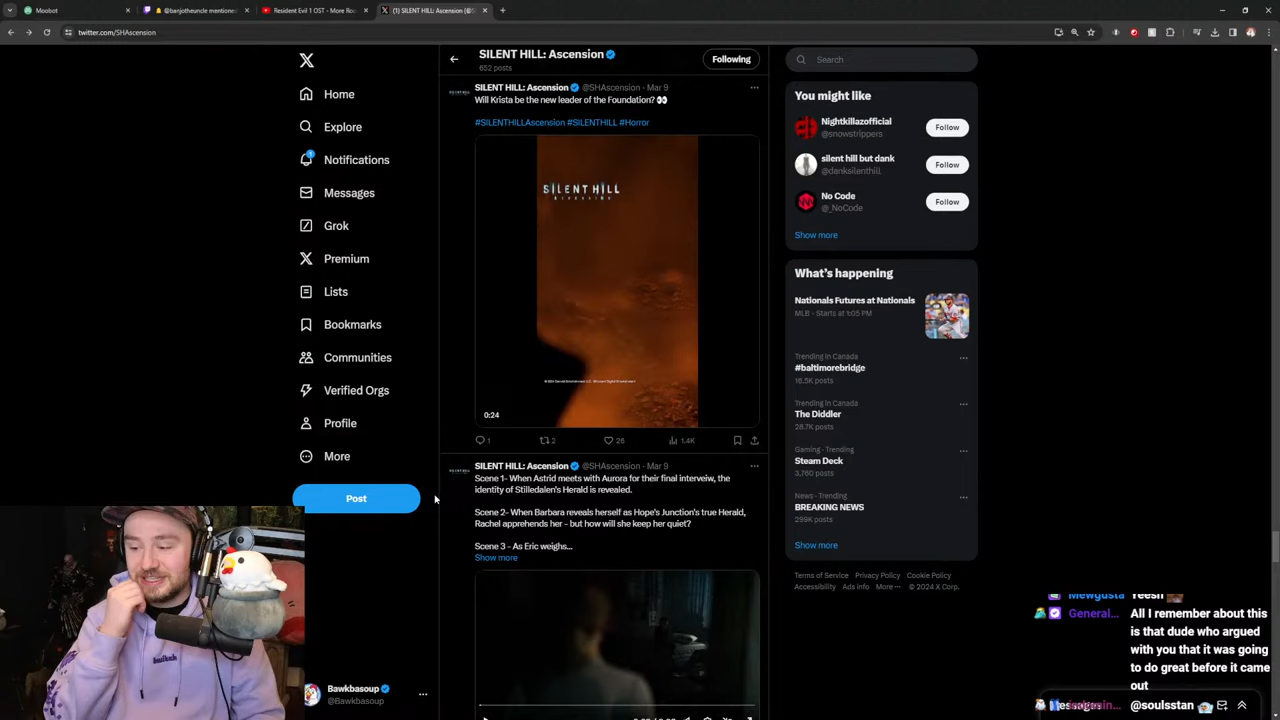 Moobot
@banjotheuncle mentione
Resident Evil 1 OST - More Ro
(1) SILENT HILL: Ascension (@S
twitter.com/SHAscension
SILENT HILL: Ascension
652 posts
Following
Search
Home
Explore
Notifications
1
Messages
Grok
Premium
Lists
Bookmarks
Communities
Verified Orgs
Profile
More
Post
Bawkbasoup
@Bawkbasoup
SILENT HILL: Ascension @SHAscension · Mar 9
Will Krista be the new leader of the Foundation? 👀
#SILENTHILLAscension #SILENTHILL #Horror
SILENT HILL
ASCENSION
0:24
1 2 26 1.4K
SILENT HILL: Ascension @SHAscension · Mar 9
Scene 1- When Astrid meets with Aurora for their final interveiw, the
identity of Stilledalen's Herald is revealed.
Scene 2- When Barbara reveals herself as Hope's Junction's true Herald,
Rachel apprehends her - but how will she keep her quiet?
Scene 3 - As Eric weighs...
Show more
You might like
Nightkillazofficial
@snowstrippers
Follow
silent hill but dank
@danksilenthill
Follow
No Code
@_NoCode
Follow
Show more
What's happening
Nationals Futures at Nationals
MLB · Starts at 1:05 PM
Trending in Canada
#baltimorebridge
16.5K posts
Trending in Canada
The Diddler
28.7K posts
Gaming · Trending
Steam Deck
3,760 posts
News · Trending
BREAKING NEWS
299K posts
Show more
Terms of Service Privacy Policy Cookie Policy
Accessibility Ads info More ··· © 2024 X Corp.
Mewgusta Yeesh
General... All I remember about this
is that dude who argued
with you that it was going
to do great before it came
out
@soulsstan
Messages
twitch